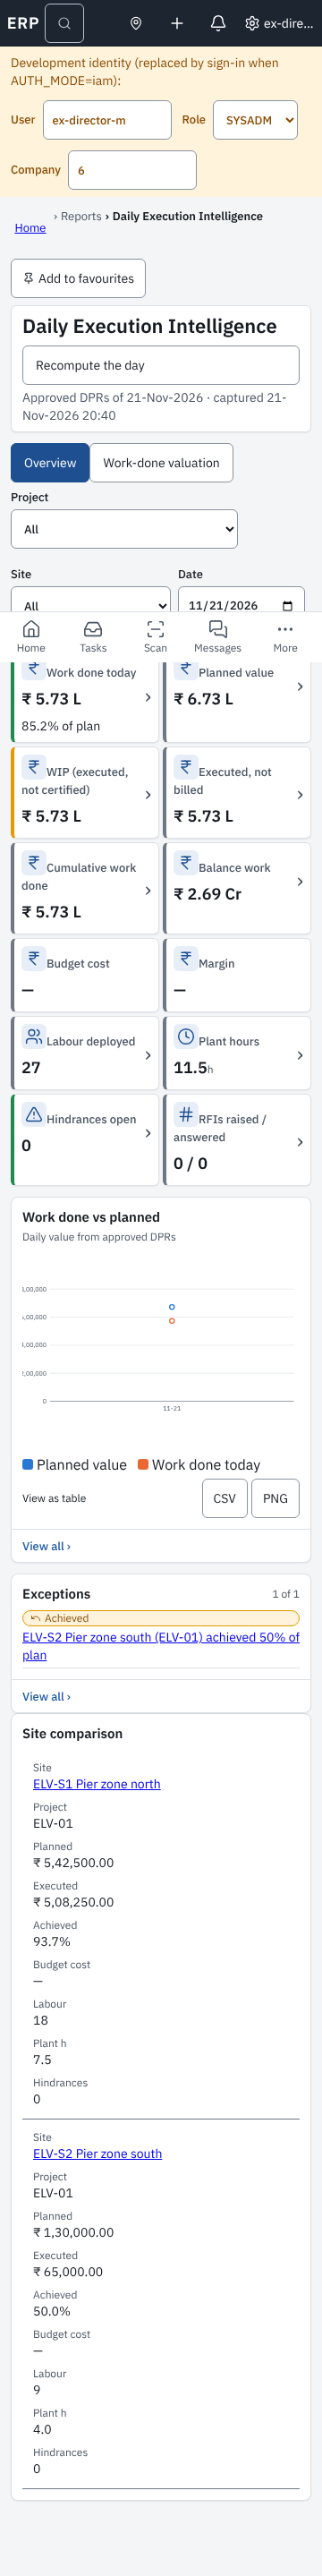 ERP
ex-dire...
Development identity (replaced by sign-in when
AUTH_MODE=iam):
User ex-director-m Role SYSADM
Company 6
› Reports › Daily Execution Intelligence
Home
Add to favourites
Daily Execution Intelligence
Recompute the day
Approved DPRs of 21-Nov-2026 · captured 21-
Nov-2026 20:40
Overview Work-done valuation
Project
All
Site Date
All 11/21/2026
Home Tasks Scan Messages More
Work done today Planned value
₹ 5.73 L ₹ 6.73 L
85.2% of plan
WIP (executed, Executed, not
not certified) billed
₹ 5.73 L ₹ 5.73 L
Cumulative work Balance work
done ₹ 2.69 Cr
₹ 5.73 L
Budget cost Margin
— —
Labour deployed Plant hours
27 11.5h
Hindrances open RFIs raised /
0 answered
0 / 0
Work done vs planned
Daily value from approved DPRs
,00,000
,00,000
,00,000
,00,000
0
11-21
Planned value Work done today
View as table CSV PNG
View all ›
Exceptions 1 of 1
Achieved
ELV-S2 Pier zone south (ELV-01) achieved 50% of
plan
View all ›
Site comparison
Site
ELV-S1 Pier zone north
Project
ELV-01
Planned
₹ 5,42,500.00
Executed
₹ 5,08,250.00
Achieved
93.7%
Budget cost
—
Labour
18
Plant h
7.5
Hindrances
0
Site
ELV-S2 Pier zone south
Project
ELV-01
Planned
₹ 1,30,000.00
Executed
₹ 65,000.00
Achieved
50.0%
Budget cost
—
Labour
9
Plant h
4.0
Hindrances
0